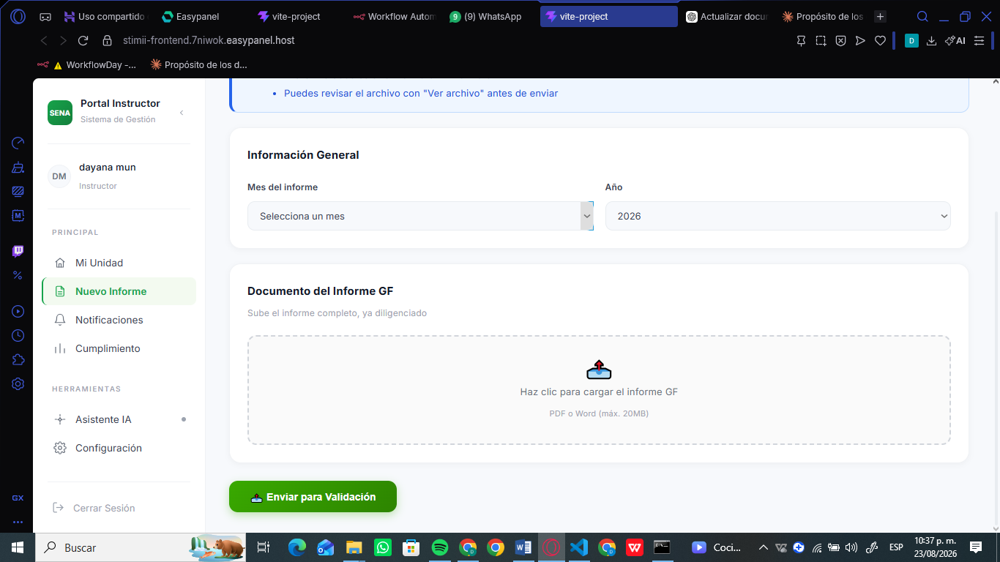 Uso compartido
Easypanel
vite-project
Workflow Autom
9
(9) WhatsApp
vite-project
Actualizar docu
Propósito de los
stimii-frontend.7niwok.easypanel.host
D
AI
WorkflowDay -...
Propósito de los d...
SENA
Portal Instructor
Sistema de Gestión
DM
dayana mun
Instructor
PRINCIPAL
Mi Unidad
Nuevo Informe
Notificaciones
Cumplimiento
HERRAMIENTAS
Asistente IA
Configuración
Cerrar Sesión
M
GX
Puedes revisar el archivo con "Ver archivo" antes de enviar
Información General
Mes del informe
Año
Selecciona un mes
2026
Documento del Informe GF
Sube el informe completo, ya diligenciado
Haz clic para cargar el informe GF
PDF o Word (máx. 20MB)
Enviar para Validación
Buscar
Coci...
ESP
10:37 p. m.
23/08/2026